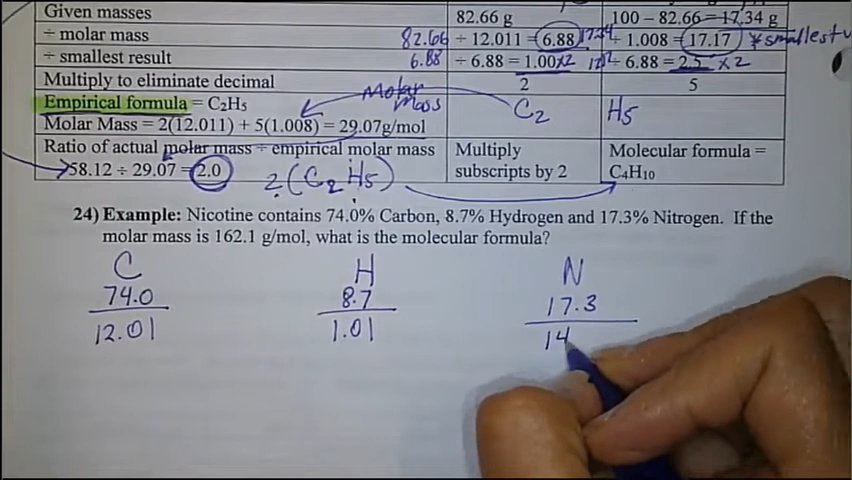 Given masses 82.66 g 100 – 82.66 = 17.34 g
÷ molar mass 82.66 ÷ 12.011 = 6.88 17.34 ÷ 1.008 = 17.17 *smallest
÷ smallest result 6.88 ÷ 6.88 = 1.00 x2 ÷ 6.88 = 2.5 x2
Multiply to eliminate decimal 2 5
Empirical formula = C2H5 Molar Mass C2 H5
Molar Mass = 2(12.011) + 5(1.008) = 29.07g/mol
Ratio of actual molar mass ÷ empirical molar mass Multiply Molecular formula =
58.12 ÷ 29.07 = 2.0 2(C2H5) subscripts by 2 C4H10
24) Example: Nicotine contains 74.0% Carbon, 8.7% Hydrogen and 17.3% Nitrogen. If the
molar mass is 162.1 g/mol, what is the molecular formula?
C H N
74.0 8.7 17.3
12.01 1.01 14